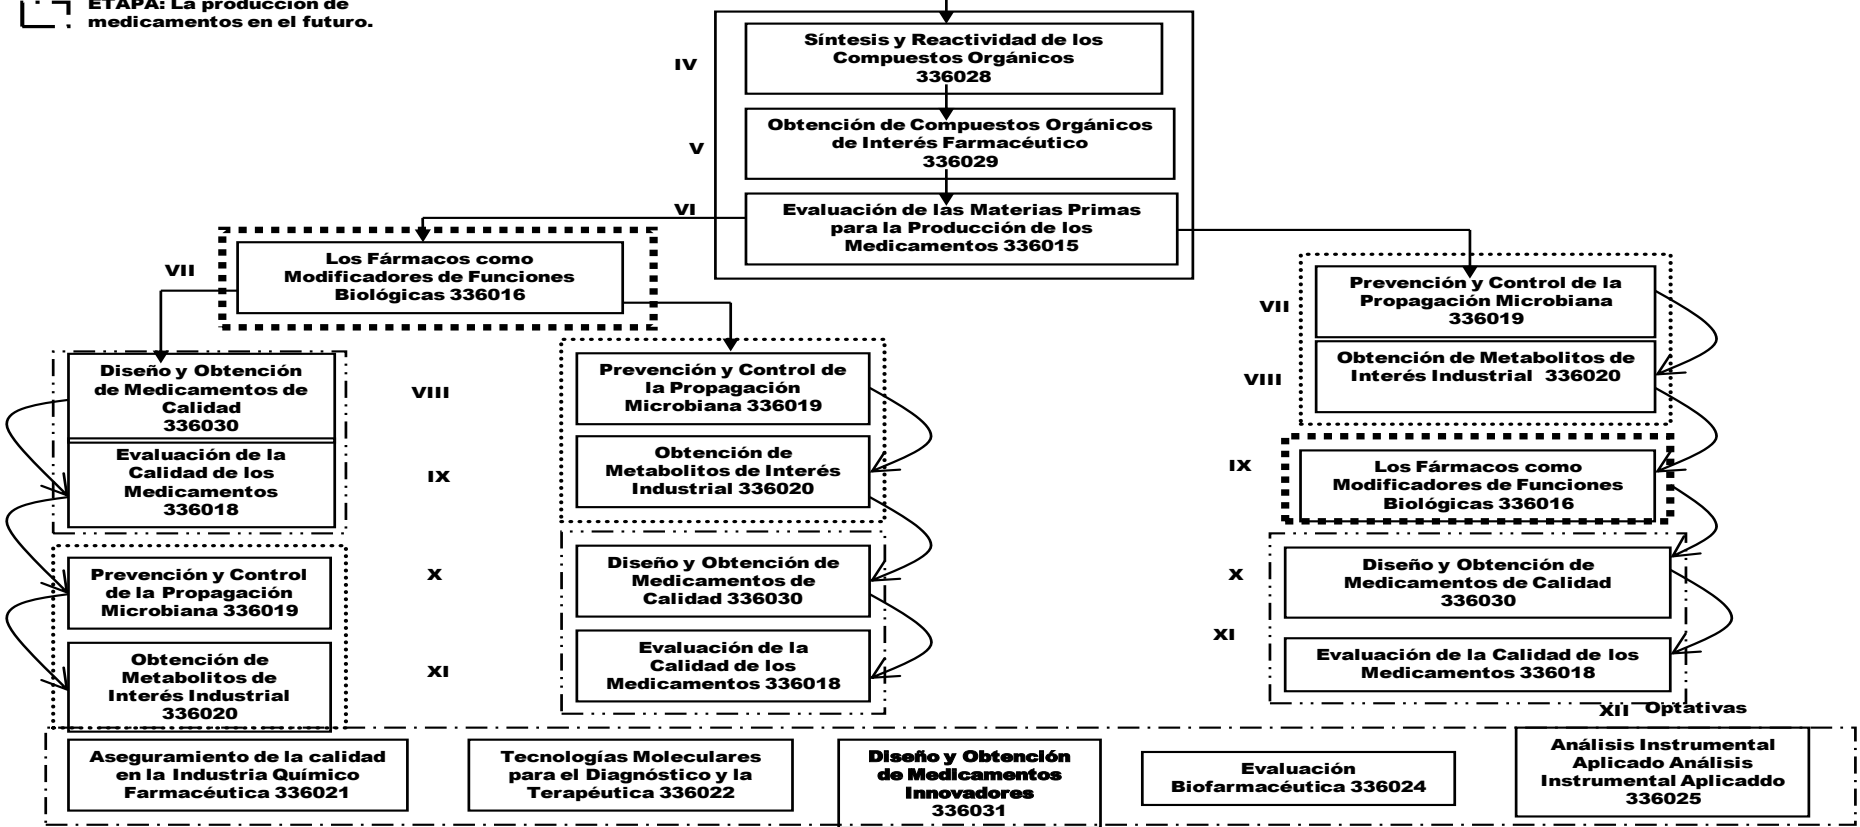 ETAPA: La producción de
medicamentos en el futuro.
IV
Síntesis y Reactividad de los
Compuestos Orgánicos
336028
V
Obtención de Compuestos Orgánicos
de Interés Farmacéutico
336029
VI
Evaluación de las Materias Primas
para la Producción de los
Medicamentos 336015
VII
Los Fármacos como
Modificadores de Funciones
Biológicas 336016
VII
Prevención y Control de la
Propagación Microbiana
336019
VIII
Obtención de Metabolitos de
Interés Industrial 336020
IX
Los Fármacos como
Modificadores de Funciones
Biológicas 336016
X
Diseño y Obtención de
Medicamentos de Calidad
336030
XI
Evaluación de la Calidad de los
Medicamentos 336018
Diseño y Obtención
de Medicamentos de
Calidad
336030
Evaluación de la
Calidad de los
Medicamentos
336018
Prevención y Control
de la Propagación
Microbiana 336019
Obtención de
Metabolitos de
Interés Industrial
336020
VIII
Prevención y Control de
la Propagación
Microbiana 336019
IX
Obtención de
Metabolitos de Interés
Industrial 336020
X
Diseño y Obtención de
Medicamentos de
Calidad 336030
XI
Evaluación de la
Calidad de los
Medicamentos 336018
XII Optativas
Aseguramiento de la calidad
en la Industria Químico
Farmacéutica 336021
Tecnologías Moleculares
para el Diagnóstico y la
Terapéutica 336022
Diseño y Obtención
de Medicamentos
Innovadores
336031
Evaluación
Biofarmacéutica 336024
Análisis Instrumental
Aplicado Análisis
Instrumental Aplicaddo
336025